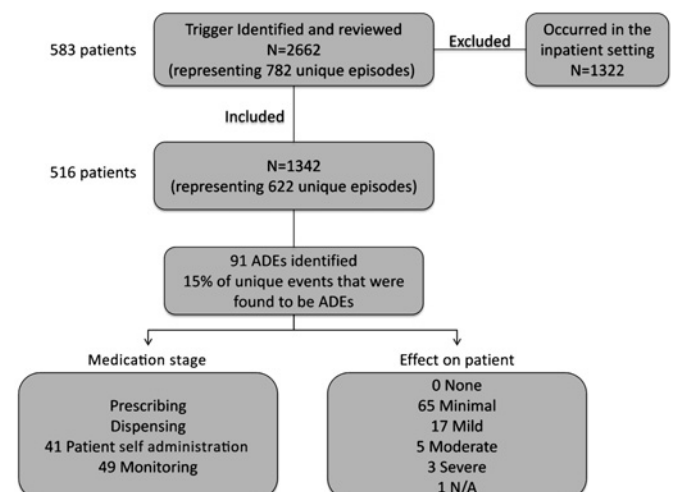 583 patients
Trigger Identified and reviewed
N=2662
(representing 782 unique episodes)
Excluded
Occurred in the
inpatient setting
N=1322
Included
516 patients
N=1342
(representing 622 unique episodes)
91 ADEs identified
15% of unique events that were
found to be ADEs
Medication stage
Prescribing
Dispensing
41 Patient self administration
49 Monitoring
Effect on patient
0 None
65 Minimal
17 Mild
5 Moderate
3 Severe
1 N/A